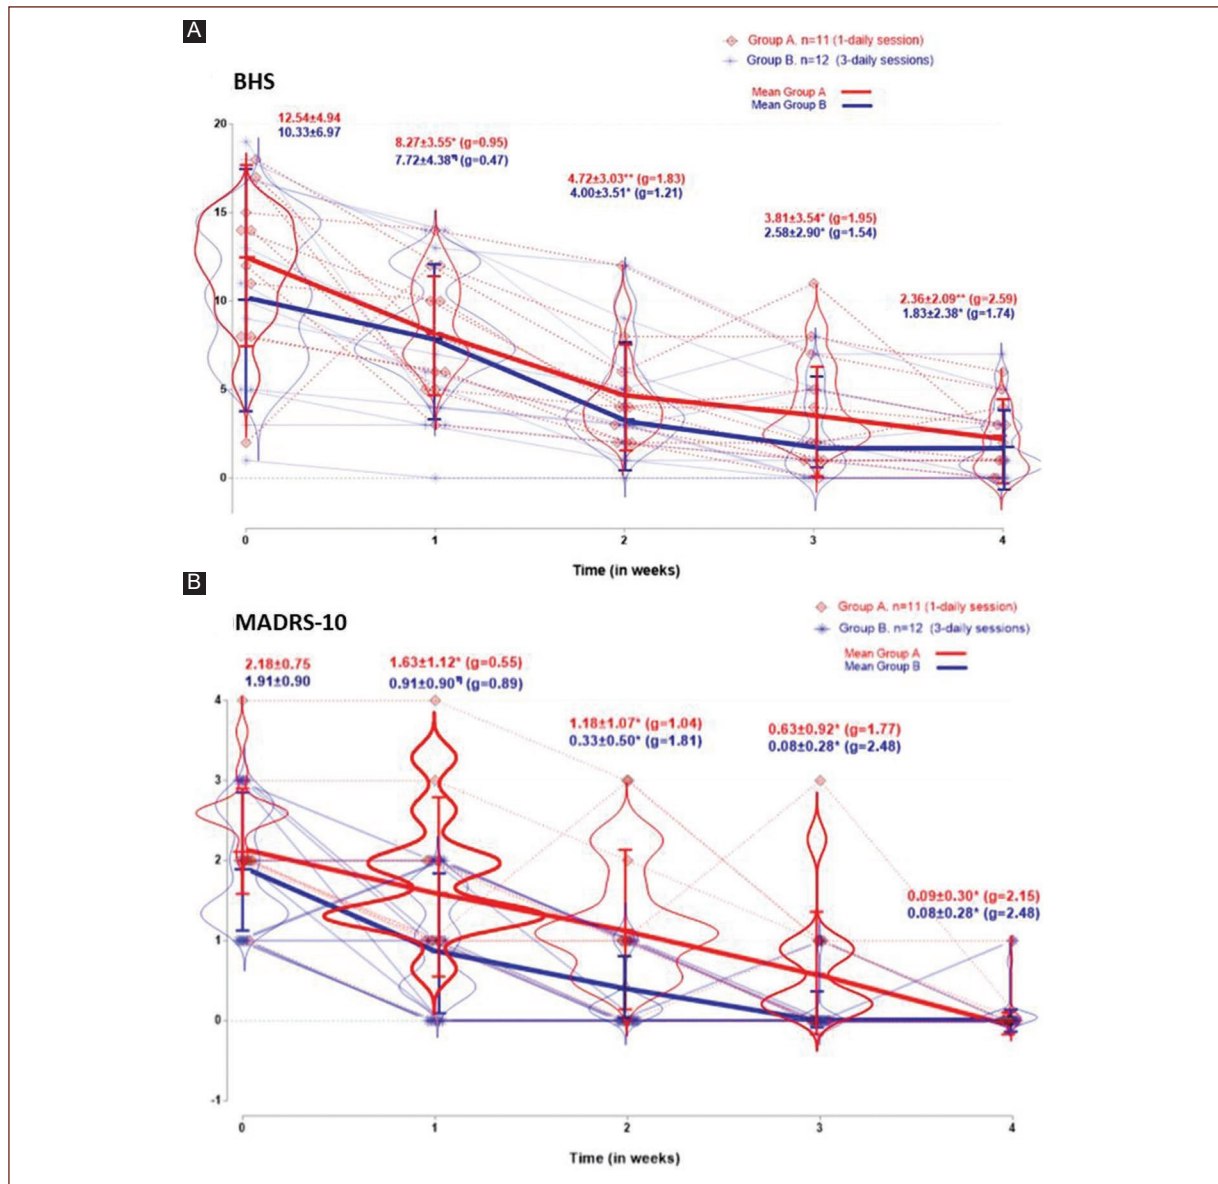 A
Group A. n=11 (1-daily session)
Group B. n=12 (3-daily sessions)
BHS
Mean Group A
Mean Group B
12.54±4.94
10.33±6.97
8.27±3.55* (g=0.95)
7.72±4.38¶ (g=0.47)
4.72±3.03** (g=1.83)
4.00±3.51* (g=1.21)
3.81±3.54* (g=1.95)
2.58±2.90* (g=1.54)
2.36±2.09** (g=2.59)
1.83±2.38* (g=1.74)
20
15
10
5
0
0 1 2 3 4
Time (in weeks)
B
Group A. n=11 (1-daily session)
Group B. n=12 (3-daily sessions)
MADRS-10
Mean Group A
Mean Group B
2.18±0.75
1.91±0.90
1.63±1.12* (g=0.55)
0.91±0.90¶ (g=0.89)
1.18±1.07* (g=1.04)
0.33±0.50* (g=1.81)
0.63±0.92* (g=1.77)
0.08±0.28* (g=2.48)
0.09±0.30* (g=2.15)
0.08±0.28* (g=2.48)
4
3
2
1
0
-1
0 1 2 3 4
Time (in weeks)